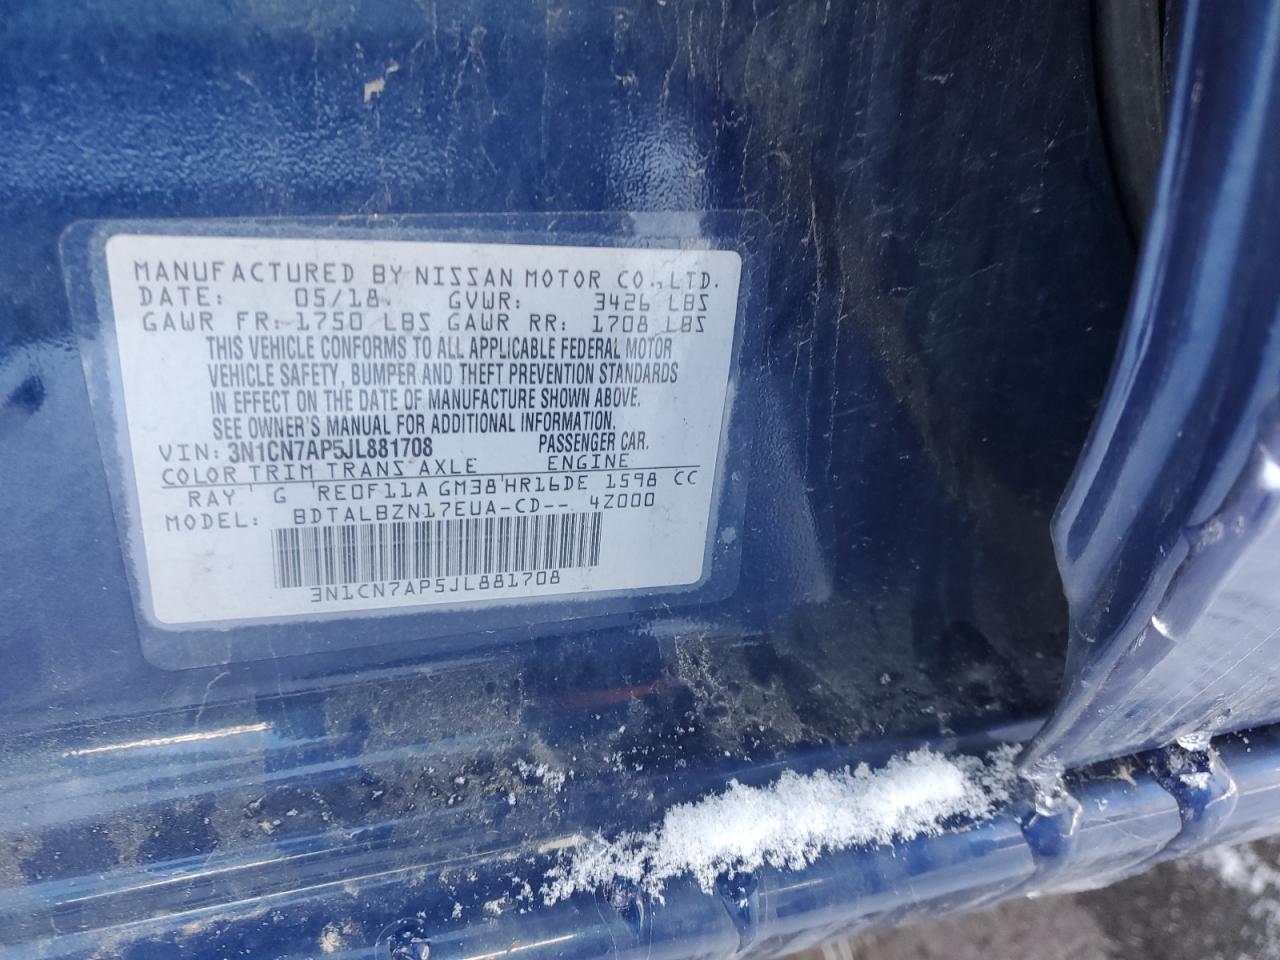 MANUFACTURED BY NISSAN MOTOR CO.,LTD.
DATE: 05/18 GVWR: 3426 LBS
GAWR FR: 1750 LBS GAWR RR: 1708 LBS
THIS VEHICLE CONFORMS TO ALL APPLICABLE FEDERAL MOTOR
VEHICLE SAFETY, BUMPER AND THEFT PREVENTION STANDARDS
IN EFFECT ON THE DATE OF MANUFACTURE SHOWN ABOVE.
SEE OWNER'S MANUAL FOR ADDITIONAL INFORMATION.
VIN: 3N1CN7AP5JL881708 PASSENGER CAR.
COLOR TRIM TRANS AXLE ENGINE
RAY G RE0F11A GM38 HR16DE 1598 CC
MODEL: BDTALBZN17EUA-CD-- 4Z000
3N1CN7AP5JL881708